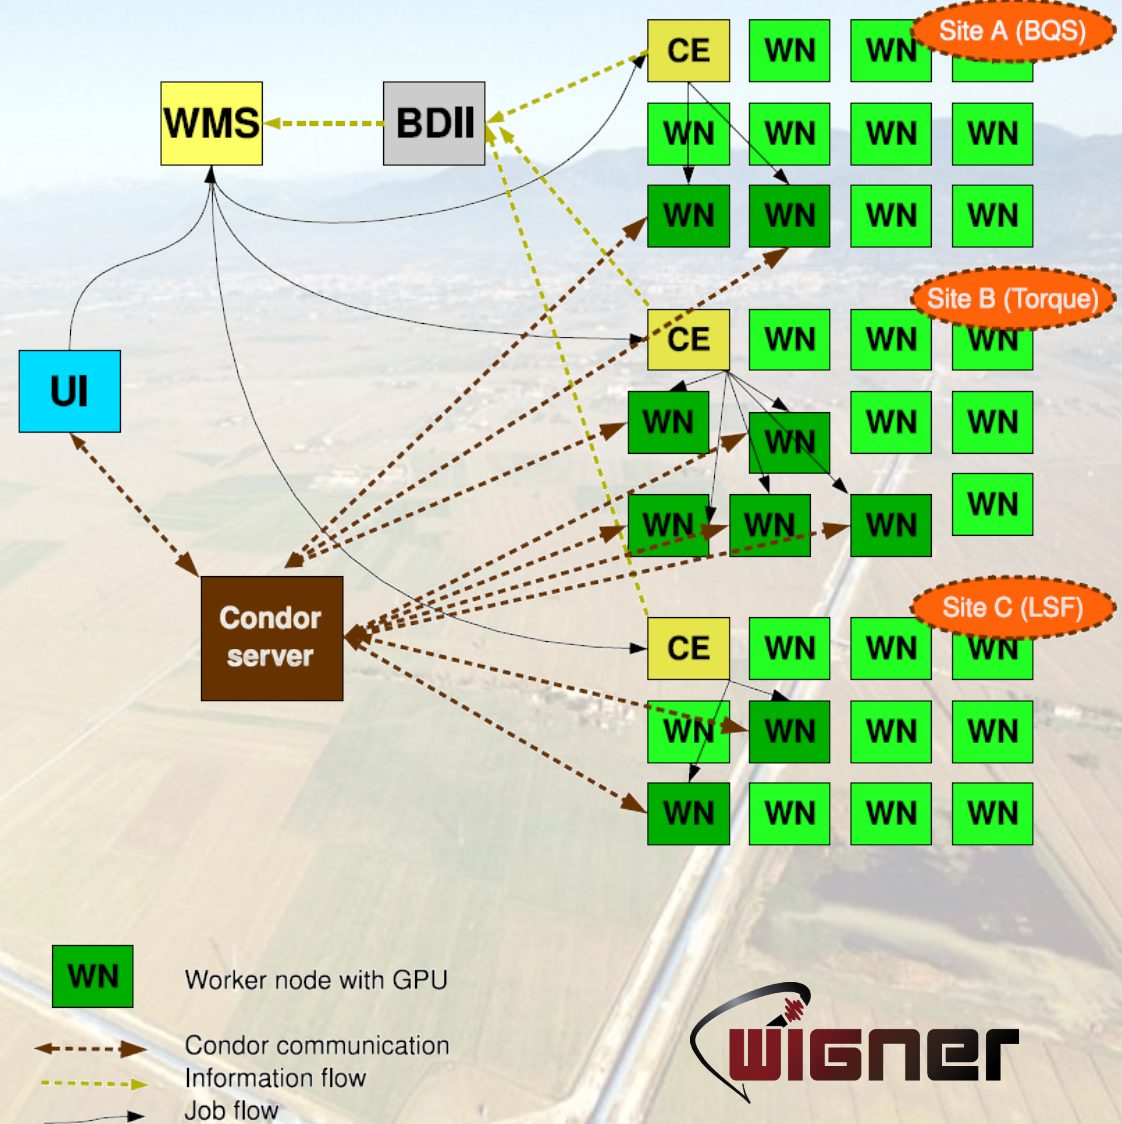 Site A (BQS)
CE WN WN
WMS BDII
WN WN WN WN
WN WN WN WN
Site B (Torque)
CE WN WN WN
UI
WN WN WN WN
WN WN WN WN
Site C (LSF)
Condor
server
CE WN WN WN
WN WN WN WN
WN WN WN WN
WN Worker node with GPU
Condor communication
Information flow
Job flow
wigner